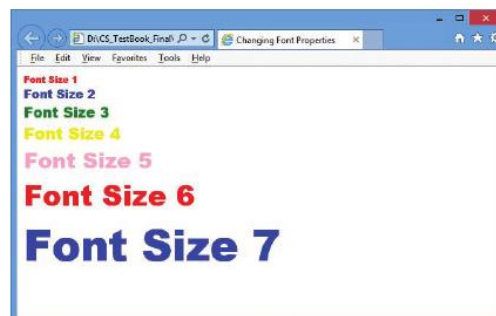 D:\CS_TestBook_Final\ Changing Font Properties
File Edit View Favorites Tools Help
Font Size 1
Font Size 2
Font Size 3
Font Size 4
Font Size 5
Font Size 6
Font Size 7